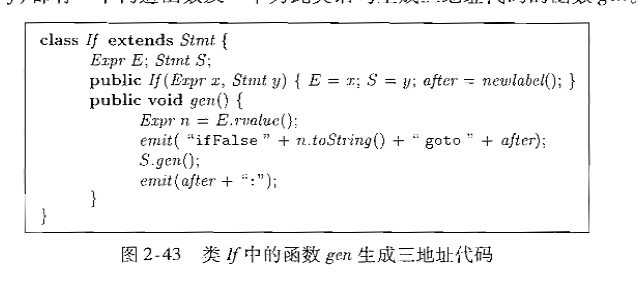 class If extends Stmt {
Expr E; Stmt S;
public If(Expr x, Stmt y) { E = x; S = y; after = newlabel(); }
public void gen() {
Expr n = E.rvalue();
emit( “ifFalse ” + n.toString() + “ goto ” + after);
S.gen();
emit(after + “:”);
}
}
图 2-43 类 If 中的函数 gen 生成三地址代码